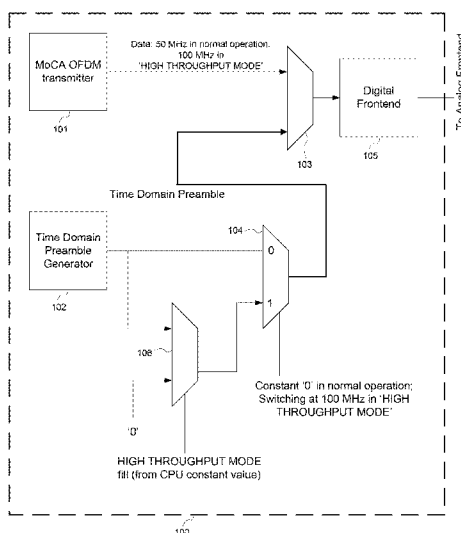 MoCA OFDM
transmitter
101
Data: 50 MHz in normal operation.
100 MHz in
'HIGH THROUGHPUT MODE'
103
Digital
Frontend
105
To Analog Frontend
Time Domain Preamble
Time Domain
Preamble
Generator
102
104
0
1
106
'0'
Constant '0' in normal operation;
Switching at 100 MHz in 'HIGH
THROUGHPUT MODE'
HIGH THROUGHPUT MODE
fill (from CPU constant value)
100